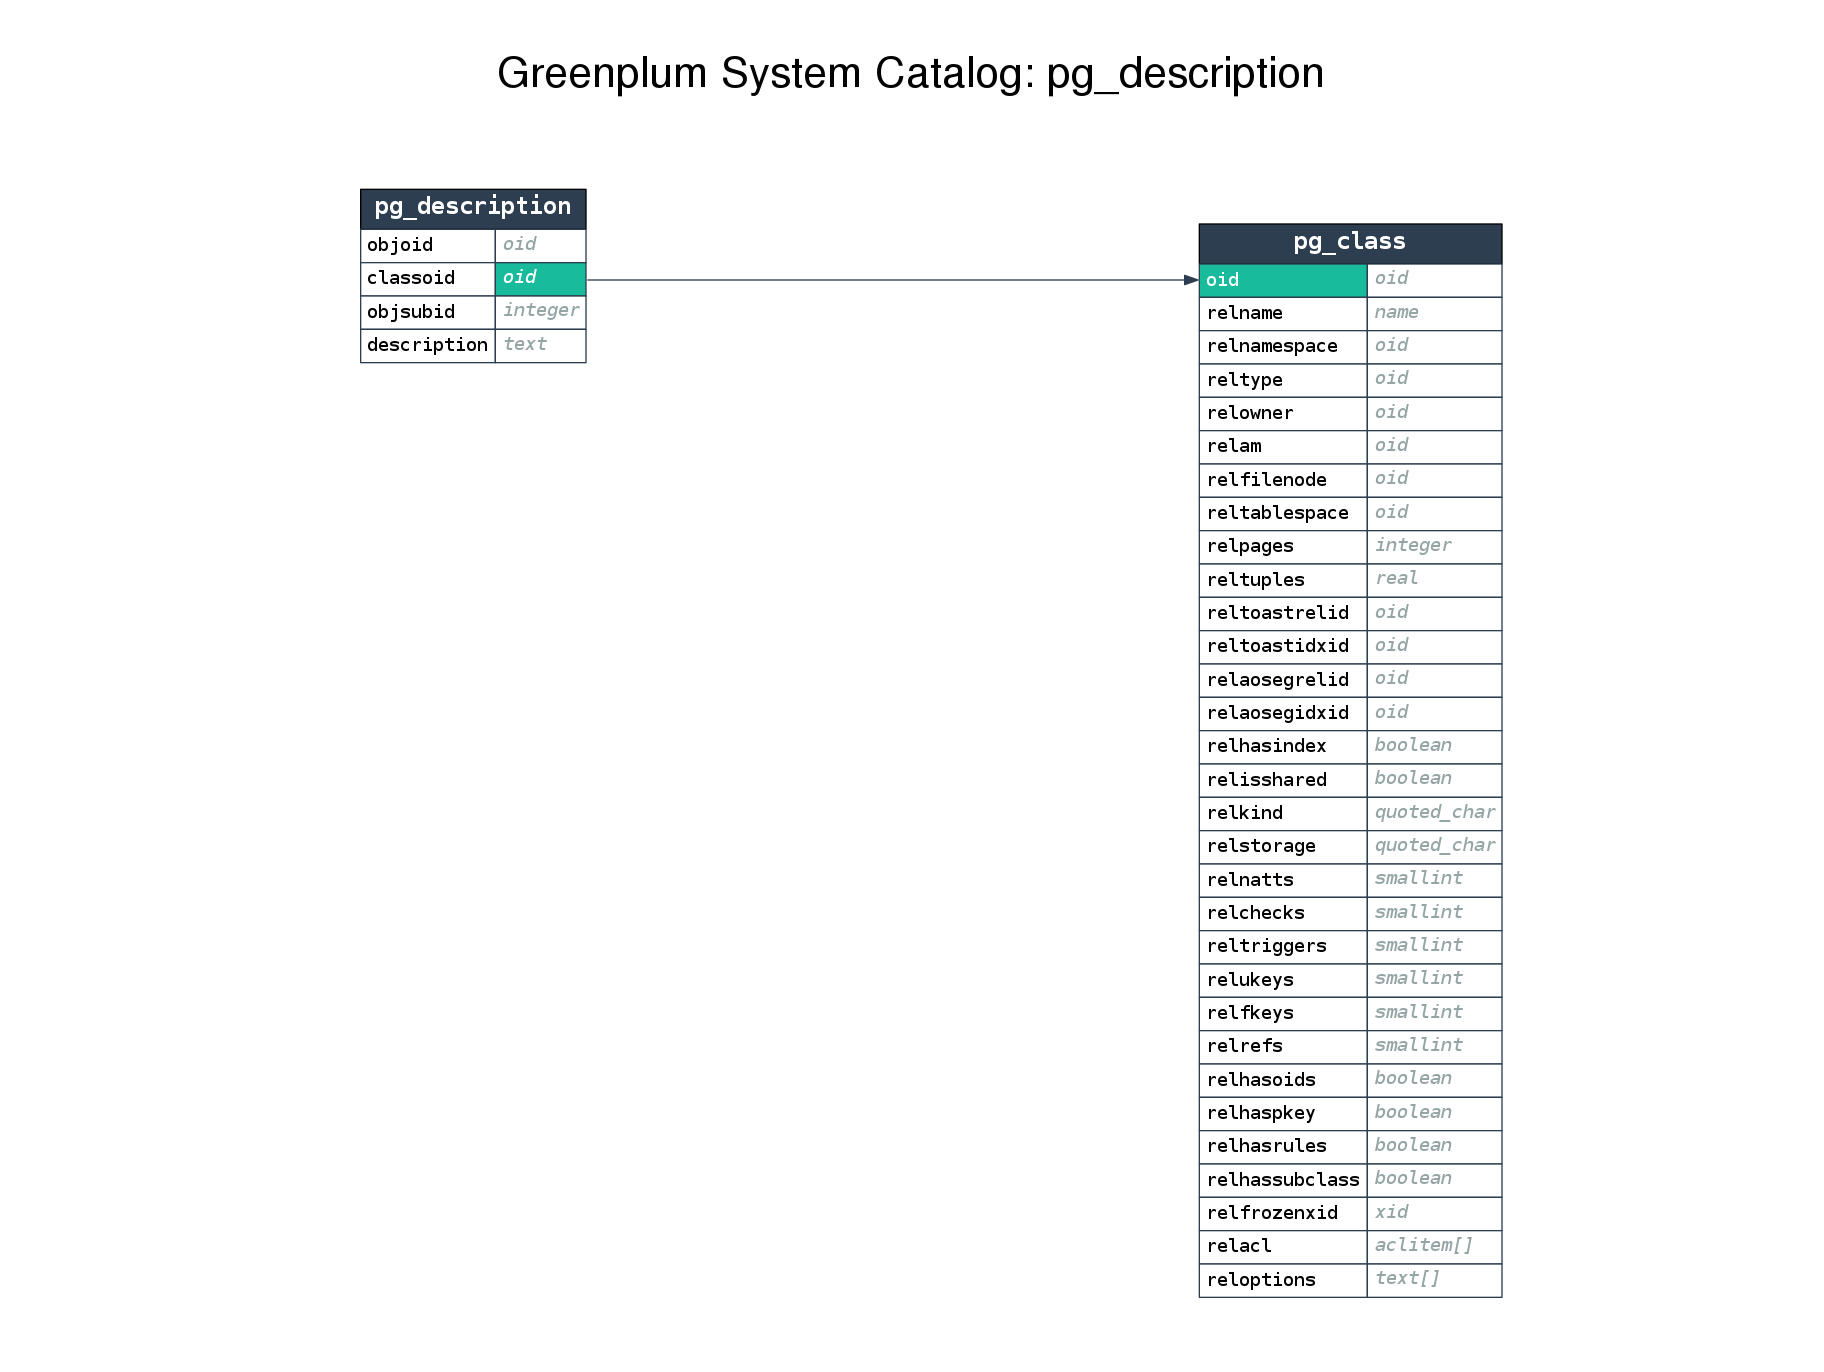 Greenplum System Catalog: pg_description
pg_description
objoid oid
classoid oid
objsubid integer
description text
pg_class
oid oid
relname name
relnamespace oid
reltype oid
relowner oid
relam oid
relfilenode oid
reltablespace oid
relpages integer
reltuples real
reltoastrelid oid
reltoastidxid oid
relaosegrelid oid
relaosegidxid oid
relhasindex boolean
relisshared boolean
relkind quoted_char
relstorage quoted_char
relnatts smallint
relchecks smallint
reltriggers smallint
relukeys smallint
relfkeys smallint
relrefs smallint
relhasoids boolean
relhaspkey boolean
relhasrules boolean
relhassubclass boolean
relfrozenxid xid
relacl aclitem[]
reloptions text[]